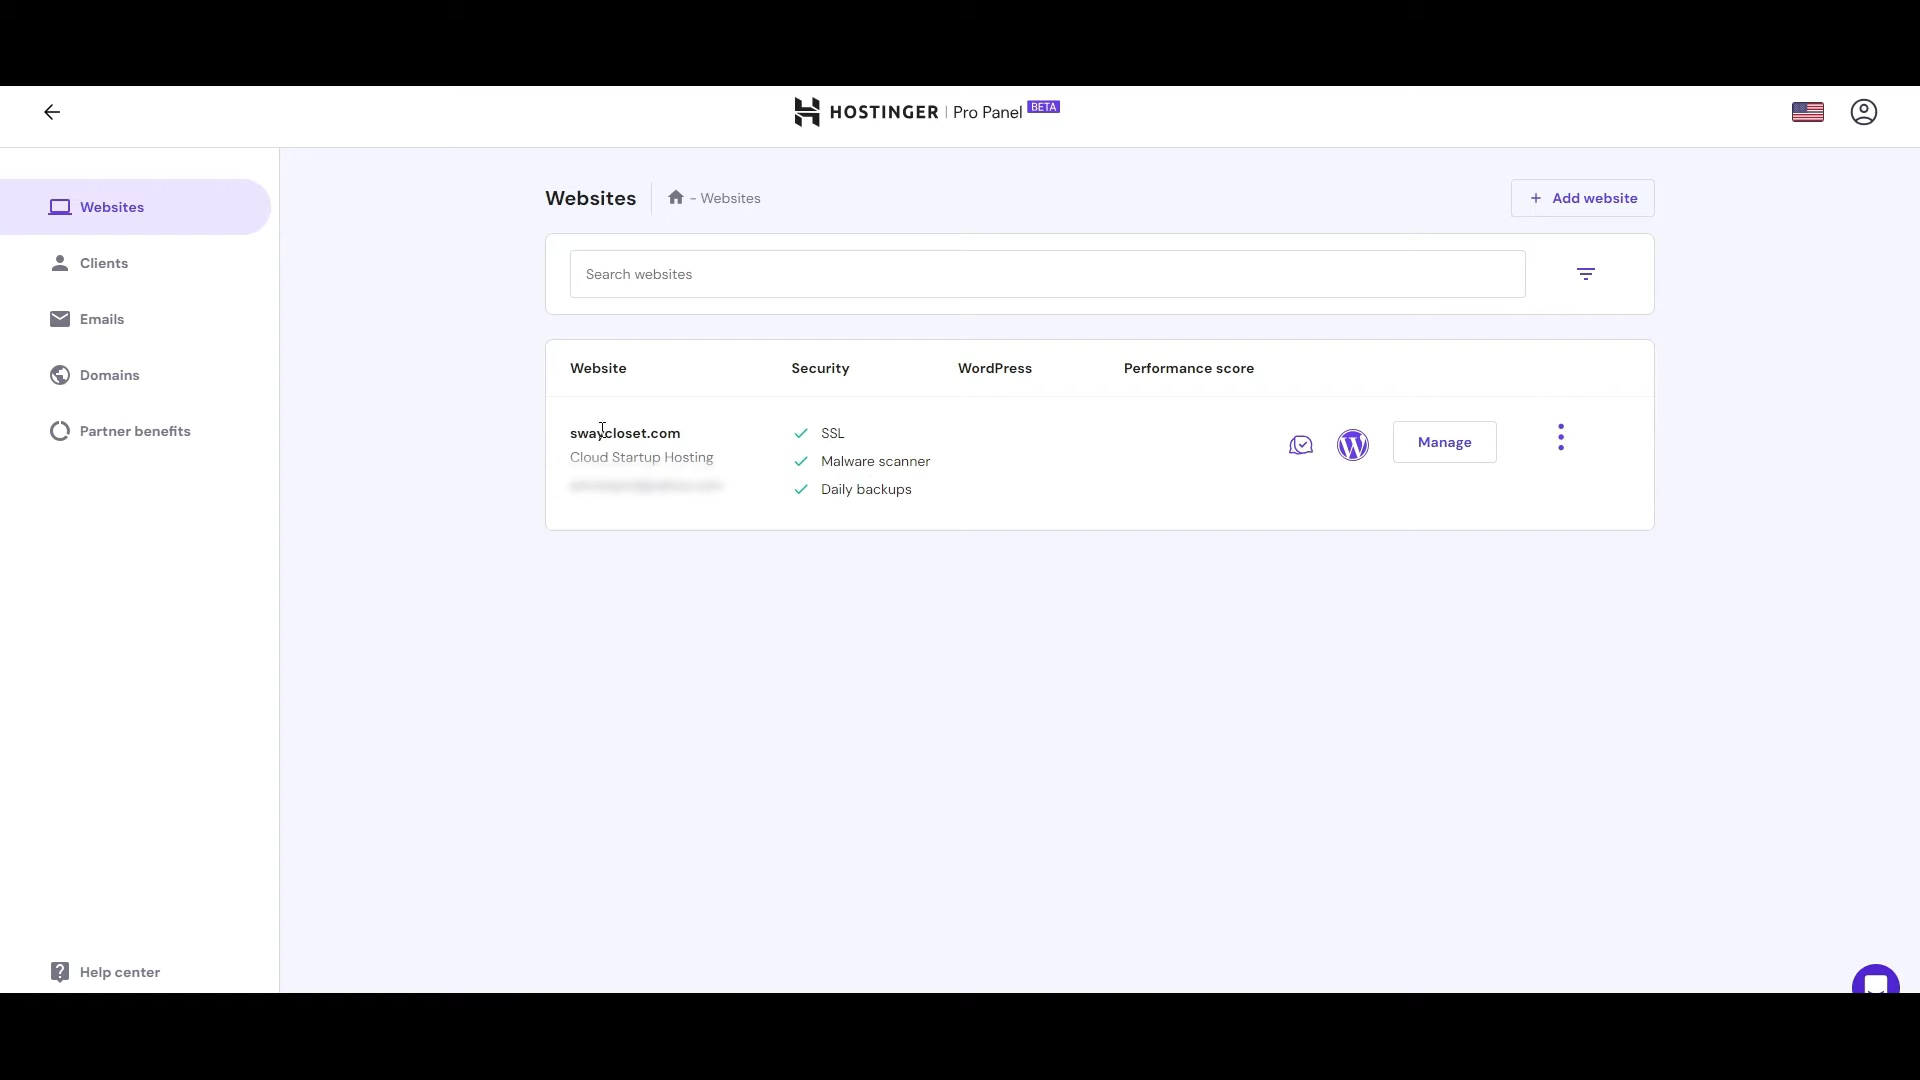 HOSTINGER | Pro Panel BETA
Websites
Clients
Emails
Domains
Partner benefits
Help center
Websites - Websites
+ Add website
Search websites
Website Security WordPress Performance score
swaycloset.com
Cloud Startup Hosting
SSL
Malware scanner
Daily backups
Manage